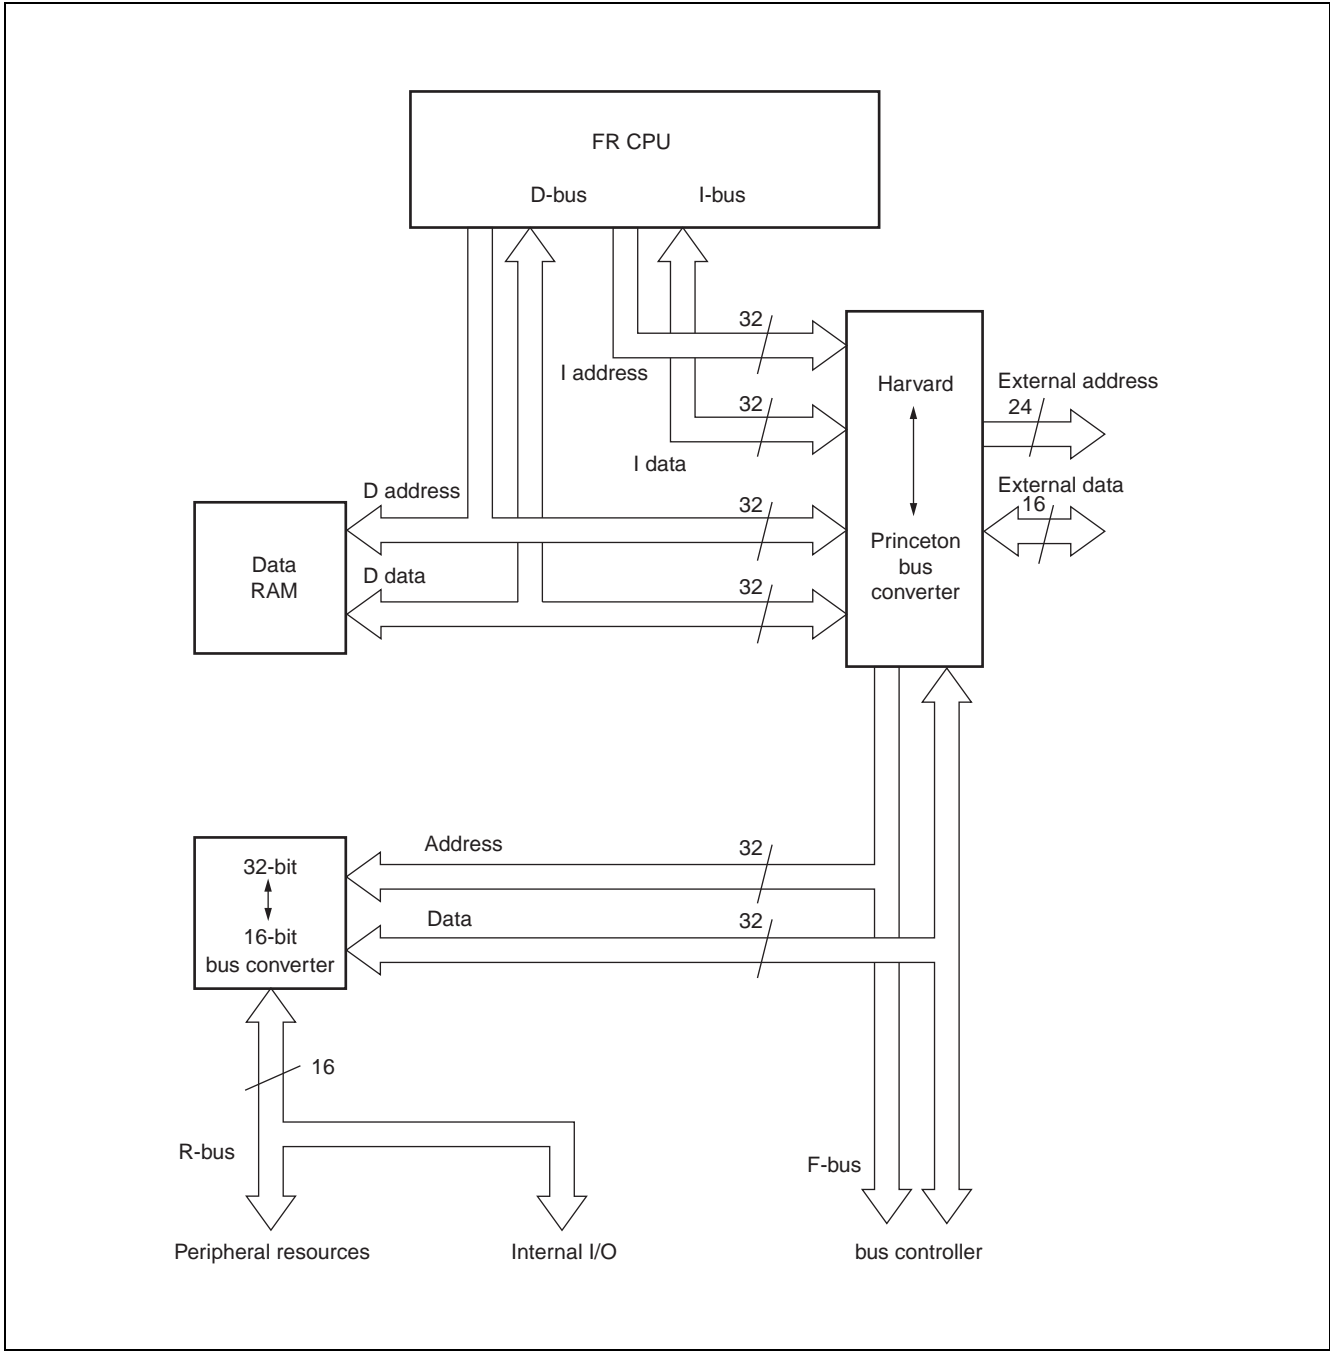 FR CPU
D-bus
I-bus
32
I address
32
I data
Harvard
Princeton
bus
converter
External address
24
External data
16
D address
32
D data
32
Data
RAM
Address
32
Data
32
32-bit
16-bit
bus converter
16
R-bus
F-bus
Peripheral resources
Internal I/O
bus controller